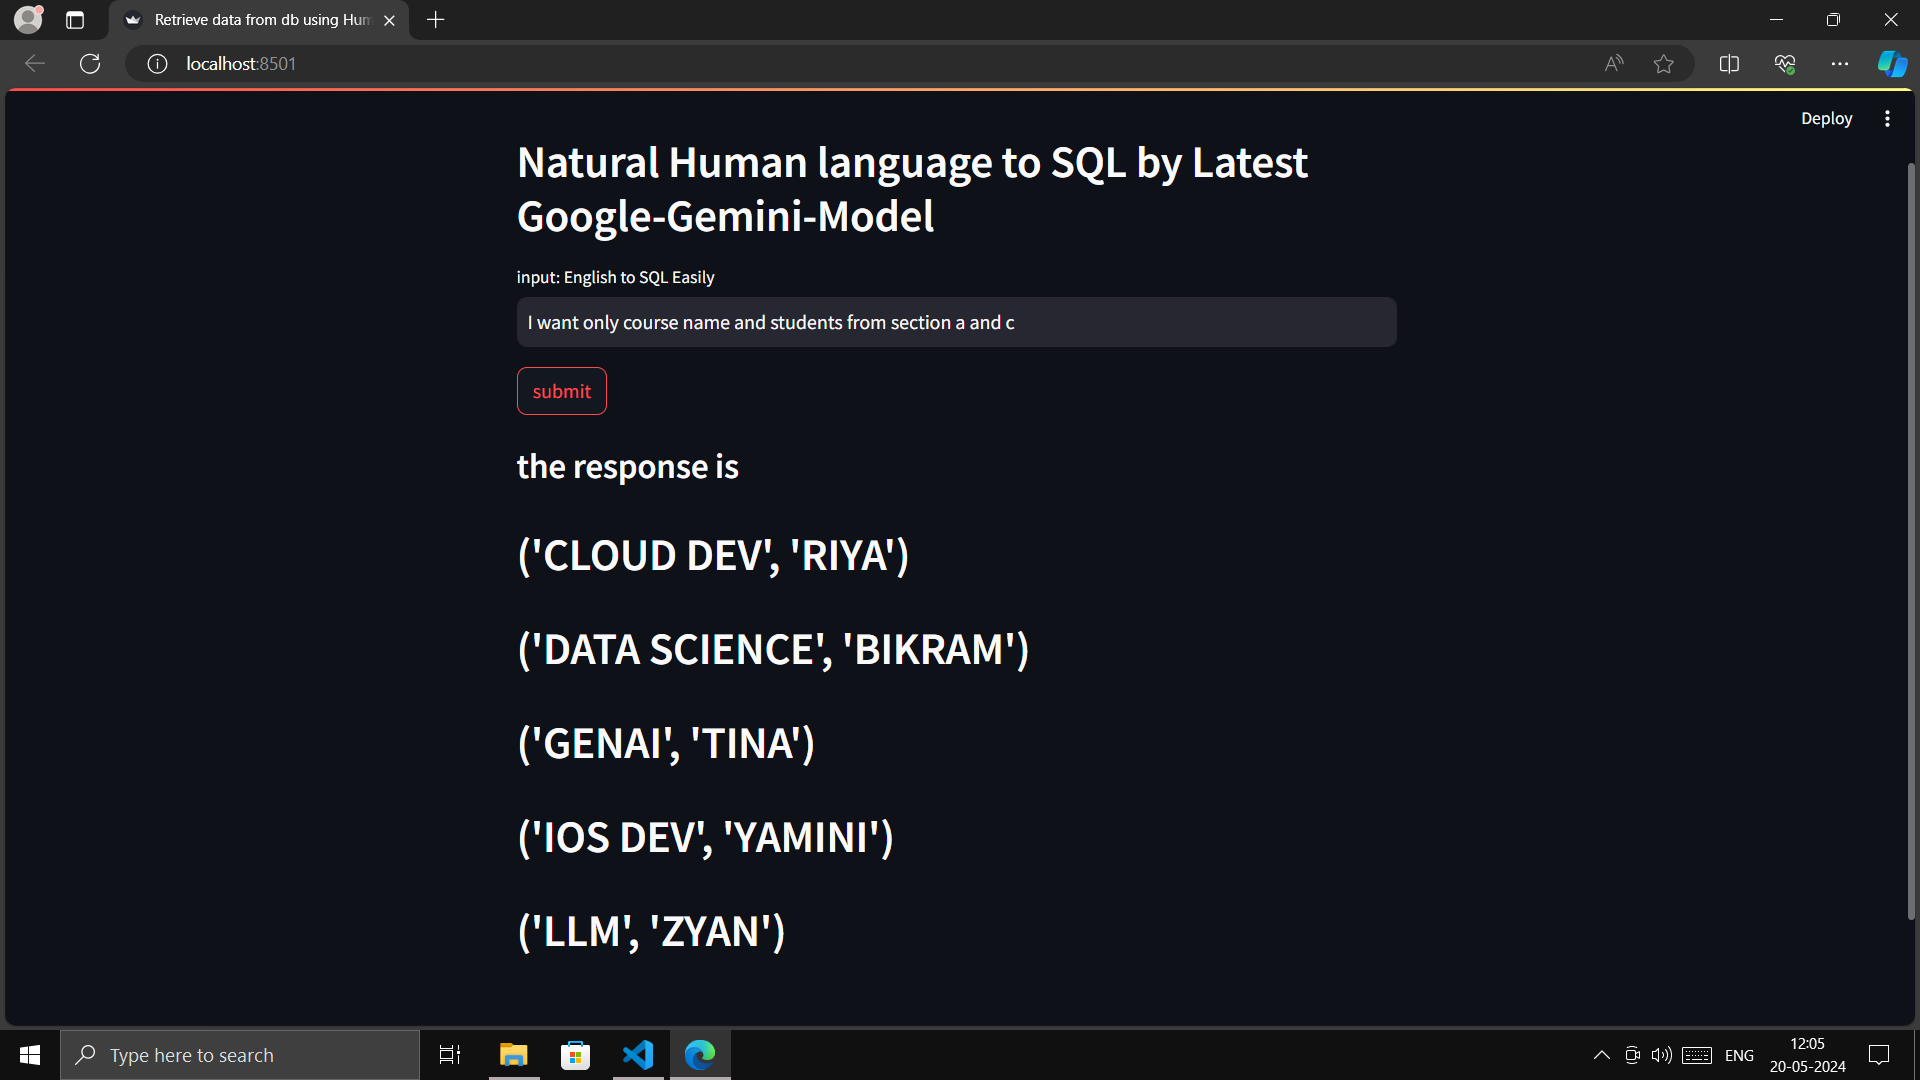 Retrieve data from db using Hum
localhost:8501
Deploy
Natural Human language to SQL by Latest
Google-Gemini-Model
input: English to SQL Easily
I want only course name and students from section a and c
submit
the response is
('CLOUD DEV', 'RIYA')
('DATA SCIENCE', 'BIKRAM')
('GENAI', 'TINA')
('IOS DEV', 'YAMINI')
('LLM', 'ZYAN')
Type here to search
ENG
12:05
20-05-2024